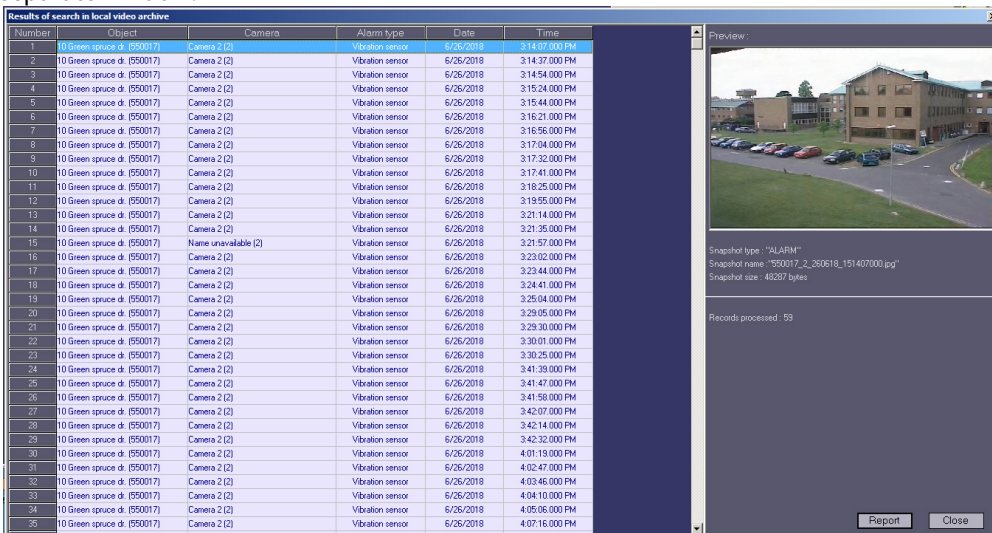 Results of search in local video archive
Number Object Camera Alarm type Date Time
1 10 Green spruce dr. (550017) Camera 2 (2) Vibration sensor 6/26/2018 3:14:07.000 PM
2 10 Green spruce dr. (550017) Camera 2 (2) Vibration sensor 6/26/2018 3:14:37.000 PM
3 10 Green spruce dr. (550017) Camera 2 (2) Vibration sensor 6/26/2018 3:14:54.000 PM
4 10 Green spruce dr. (550017) Camera 2 (2) Vibration sensor 6/26/2018 3:15:24.000 PM
5 10 Green spruce dr. (550017) Camera 2 (2) Vibration sensor 6/26/2018 3:15:44.000 PM
6 10 Green spruce dr. (550017) Camera 2 (2) Vibration sensor 6/26/2018 3:16:21.000 PM
7 10 Green spruce dr. (550017) Camera 2 (2) Vibration sensor 6/26/2018 3:16:56.000 PM
8 10 Green spruce dr. (550017) Camera 2 (2) Vibration sensor 6/26/2018 3:17:04.000 PM
9 10 Green spruce dr. (550017) Camera 2 (2) Vibration sensor 6/26/2018 3:17:32.000 PM
10 10 Green spruce dr. (550017) Camera 2 (2) Vibration sensor 6/26/2018 3:17:41.000 PM
11 10 Green spruce dr. (550017) Camera 2 (2) Vibration sensor 6/26/2018 3:18:25.000 PM
12 10 Green spruce dr. (550017) Camera 2 (2) Vibration sensor 6/26/2018 3:19:55.000 PM
13 10 Green spruce dr. (550017) Camera 2 (2) Vibration sensor 6/26/2018 3:21:14.000 PM
14 10 Green spruce dr. (550017) Camera 2 (2) Vibration sensor 6/26/2018 3:21:35.000 PM
15 10 Green spruce dr. (550017) Name unavailable (2) Vibration sensor 6/26/2018 3:21:57.000 PM
16 10 Green spruce dr. (550017) Camera 2 (2) Vibration sensor 6/26/2018 3:23:02.000 PM
17 10 Green spruce dr. (550017) Camera 2 (2) Vibration sensor 6/26/2018 3:23:44.000 PM
18 10 Green spruce dr. (550017) Camera 2 (2) Vibration sensor 6/26/2018 3:24:41.000 PM
19 10 Green spruce dr. (550017) Camera 2 (2) Vibration sensor 6/26/2018 3:25:04.000 PM
20 10 Green spruce dr. (550017) Camera 2 (2) Vibration sensor 6/26/2018 3:29:05.000 PM
21 10 Green spruce dr. (550017) Camera 2 (2) Vibration sensor 6/26/2018 3:29:30.000 PM
22 10 Green spruce dr. (550017) Camera 2 (2) Vibration sensor 6/26/2018 3:30:01.000 PM
23 10 Green spruce dr. (550017) Camera 2 (2) Vibration sensor 6/26/2018 3:30:25.000 PM
24 10 Green spruce dr. (550017) Camera 2 (2) Vibration sensor 6/26/2018 3:41:39.000 PM
25 10 Green spruce dr. (550017) Camera 2 (2) Vibration sensor 6/26/2018 3:41:47.000 PM
26 10 Green spruce dr. (550017) Camera 2 (2) Vibration sensor 6/26/2018 3:41:58.000 PM
27 10 Green spruce dr. (550017) Camera 2 (2) Vibration sensor 6/26/2018 3:42:07.000 PM
28 10 Green spruce dr. (550017) Camera 2 (2) Vibration sensor 6/26/2018 3:42:14.000 PM
29 10 Green spruce dr. (550017) Camera 2 (2) Vibration sensor 6/26/2018 3:42:32.000 PM
30 10 Green spruce dr. (550017) Camera 2 (2) Vibration sensor 6/26/2018 4:01:19.000 PM
31 10 Green spruce dr. (550017) Camera 2 (2) Vibration sensor 6/26/2018 4:02:47.000 PM
32 10 Green spruce dr. (550017) Camera 2 (2) Vibration sensor 6/26/2018 4:03:46.000 PM
33 10 Green spruce dr. (550017) Camera 2 (2) Vibration sensor 6/26/2018 4:04:10.000 PM
34 10 Green spruce dr. (550017) Camera 2 (2) Vibration sensor 6/26/2018 4:05:06.000 PM
35 10 Green spruce dr. (550017) Camera 2 (2) Vibration sensor 6/26/2018 4:07:16.000 PM
Preview :
Snapshot type : "ALARM"
Snapshot name :"550017_2_260618_151407000.jpg"
Snapshot size : 48287 bytes
Records processed : 59
Report Close